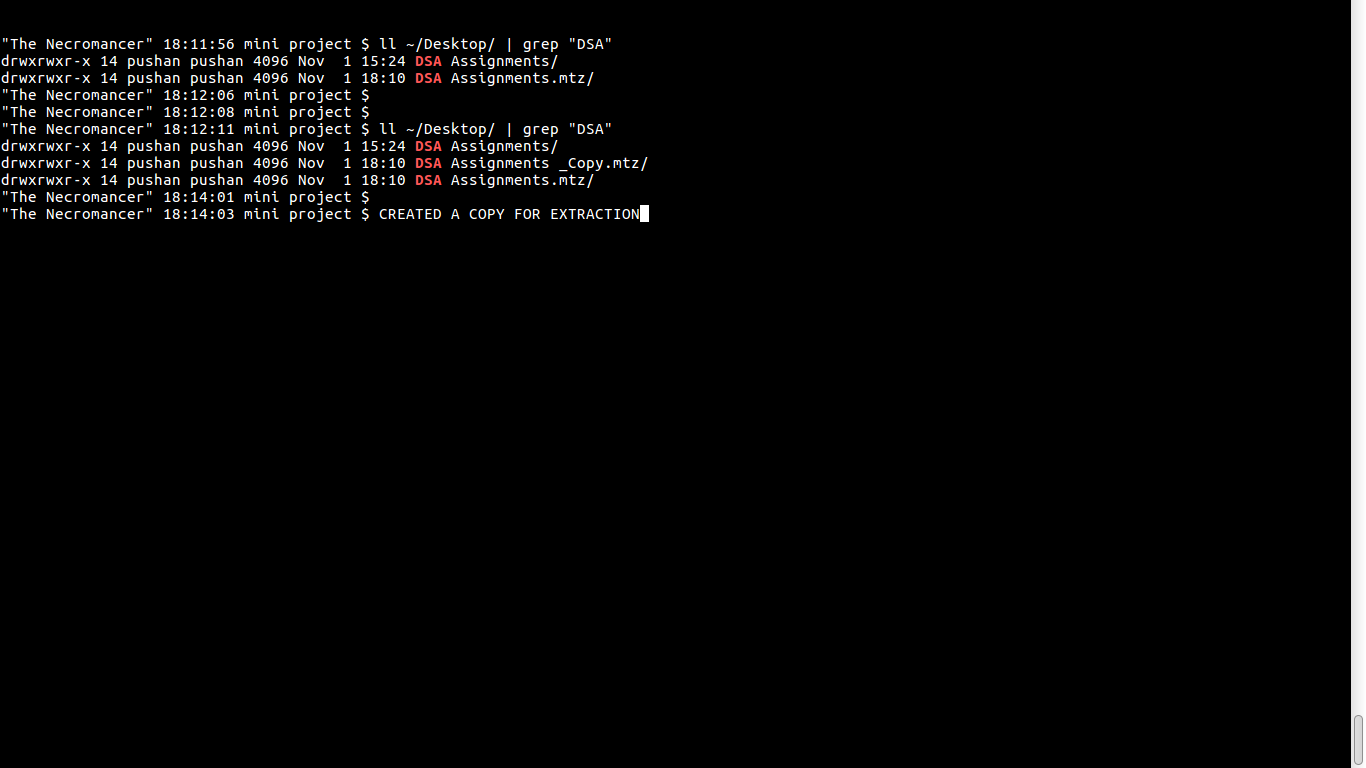 "The Necromancer" 18:11:56 mini project $ ll ~/Desktop/ | grep "DSA"
drwxrwxr-x 14 pushan pushan 4096 Nov  1 15:24 DSA Assignments/
drwxrwxr-x 14 pushan pushan 4096 Nov  1 18:10 DSA Assignments.mtz/
"The Necromancer" 18:12:06 mini project $
"The Necromancer" 18:12:08 mini project $
"The Necromancer" 18:12:11 mini project $ ll ~/Desktop/ | grep "DSA"
drwxrwxr-x 14 pushan pushan 4096 Nov  1 15:24 DSA Assignments/
drwxrwxr-x 14 pushan pushan 4096 Nov  1 18:10 DSA Assignments _Copy.mtz/
drwxrwxr-x 14 pushan pushan 4096 Nov  1 18:10 DSA Assignments.mtz/
"The Necromancer" 18:14:01 mini project $
"The Necromancer" 18:14:03 mini project $ CREATED A COPY FOR EXTRACTION